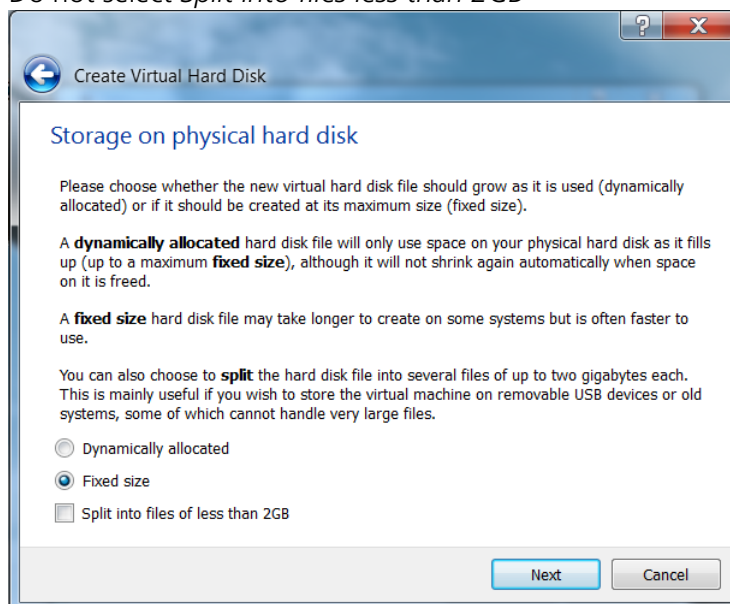 Do not select Split into files less than 2GB
?
X
Create Virtual Hard Disk
Storage on physical hard disk
Please choose whether the new virtual hard disk file should grow as it is used (dynamically
allocated) or if it should be created at its maximum size (fixed size).
A dynamically allocated hard disk file will only use space on your physical hard disk as it fills
up (up to a maximum fixed size), although it will not shrink again automatically when space
on it is freed.
A fixed size hard disk file may take longer to create on some systems but is often faster to
use.
You can also choose to split the hard disk file into several files of up to two gigabytes each.
This is mainly useful if you wish to store the virtual machine on removable USB devices or old
systems, some of which cannot handle very large files.
Dynamically allocated
Fixed size
Split into files of less than 2GB
Next Cancel